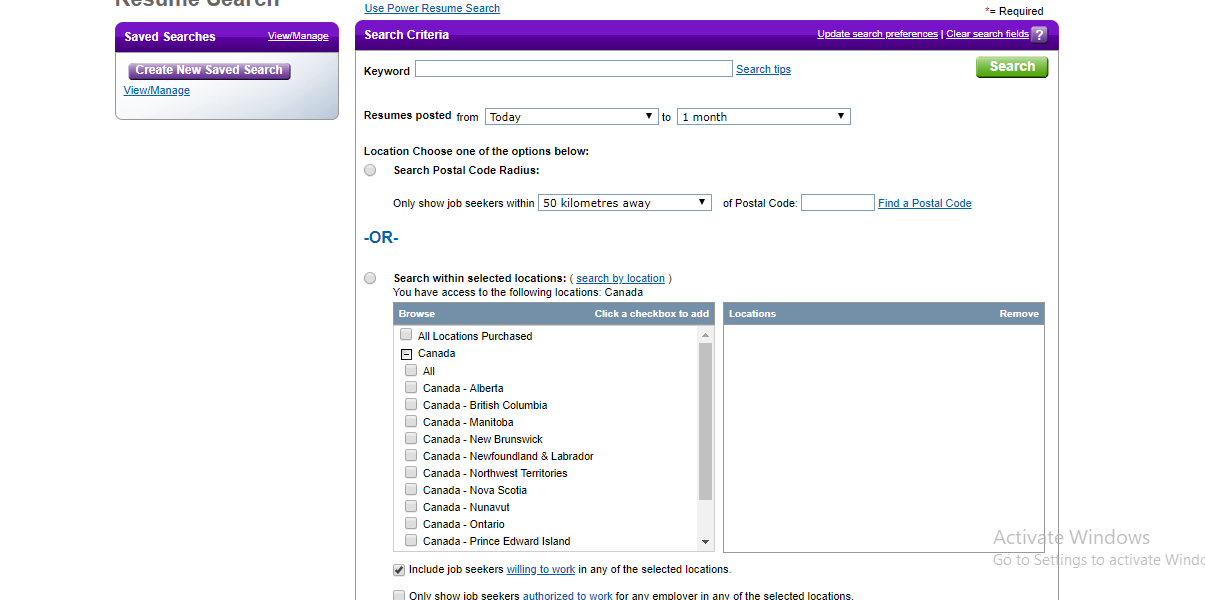 Resume Search
Use Power Resume Search
*= Required
Saved Searches View/Manage
Create New Saved Search
View/Manage
Search Criteria Update search preferences | Clear search fields ?
Keyword Search tips Search
Resumes posted from Today to 1 month
Location Choose one of the options below:
Search Postal Code Radius:
Only show job seekers within 50 kilometres away of Postal Code: Find a Postal Code
-OR-
Search within selected locations: ( search by location )
You have access to the following locations: Canada
Browse Click a checkbox to add
Locations Remove
All Locations Purchased
Canada
All
Canada - Alberta
Canada - British Columbia
Canada - Manitoba
Canada - New Brunswick
Canada - Newfoundland & Labrador
Canada - Northwest Territories
Canada - Nova Scotia
Canada - Nunavut
Canada - Ontario
Canada - Prince Edward Island
Include job seekers willing to work in any of the selected locations.
Only show job seekers authorized to work for any employer in any of the selected locations.
Activate Windows
Go to Settings to activate Windo